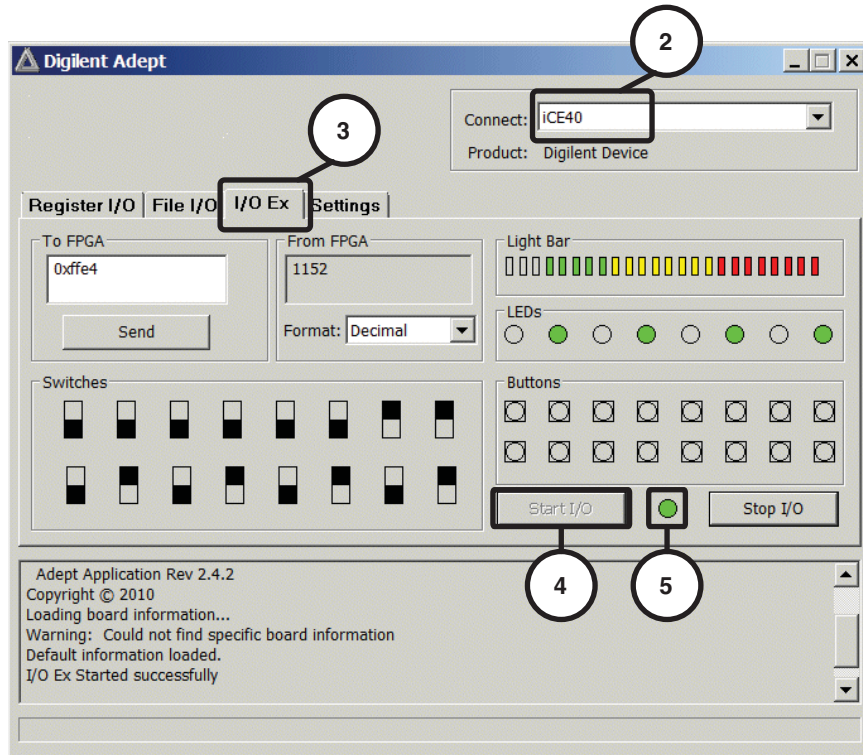 2
Digilent Adept
3
Connect: iCE40
Product: Digilent Device
Register I/O File I/O I/O Ex Settings
To FPGA From FPGA Light Bar
0xffe4 1152
LEDs
Send Format: Decimal
Switches Buttons
Start I/O Stop I/O
4 5
Adept Application Rev 2.4.2
Copyright © 2010
Loading board information...
Warning: Could not find specific board information
Default information loaded.
I/O Ex Started successfully